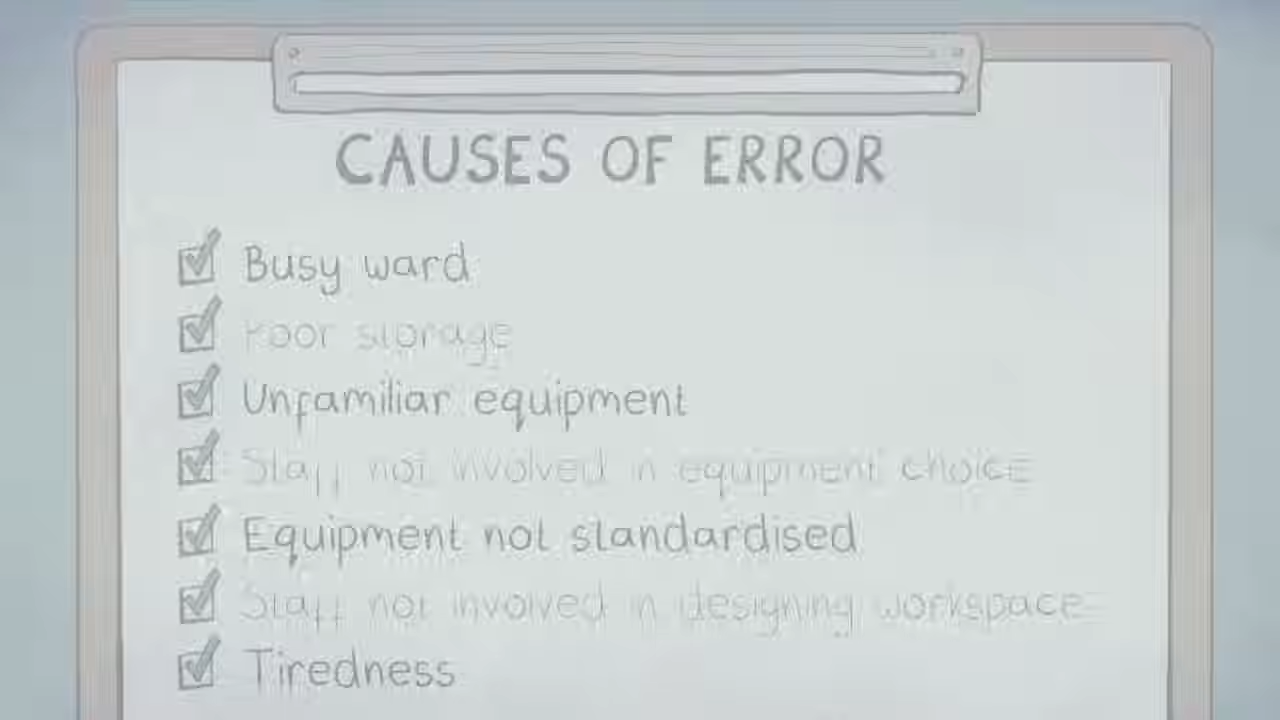 CAUSES OF ERROR
Busy ward
Poor storage
Unfamiliar equipment
Staff not involved in equipment choice
Equipment not standardised
Staff not involved in designing workspace
Tiredness